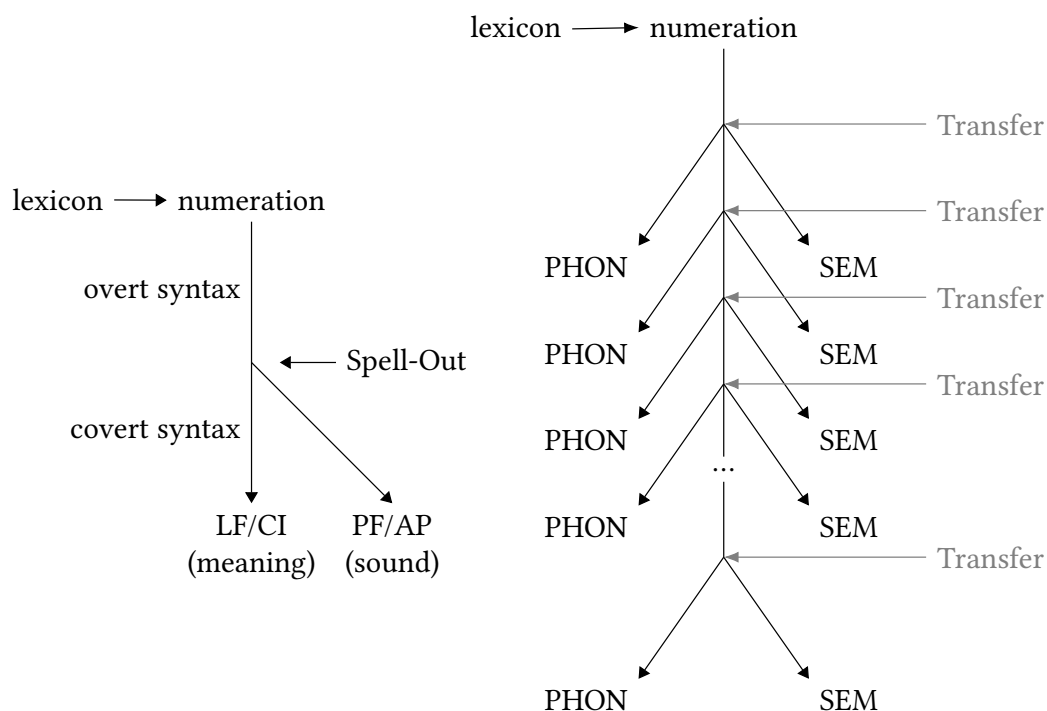 lexicon numeration
overt syntax
Spell-Out
covert syntax
LF/CI PF/AP
(meaning) (sound)
lexicon numeration
Transfer
Transfer
PHON SEM
Transfer
PHON SEM
Transfer
PHON SEM
...
PHON SEM
Transfer
PHON SEM